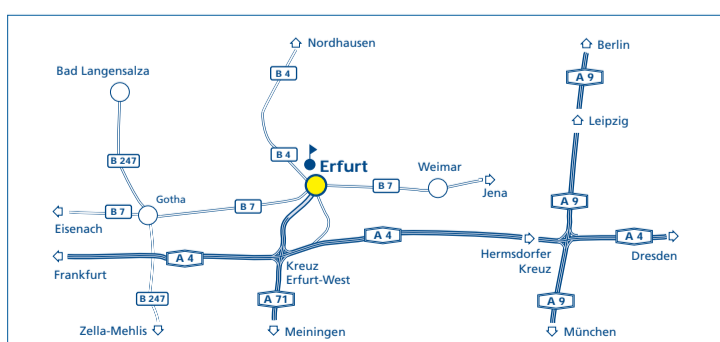 Nordhausen
Berlin
Bad Langensalza
B 4
A 9
Leipzig
B 4
B 247
Erfurt
Weimar
B 7
Jena
Gotha
A 9
B 7
B 7
Eisenach
A 4
A 4
A 4
Frankfurt
Kreuz
Erfurt-West
Hermsdorfer
Kreuz
Dresden
B 247
A 71
A 9
Zella-Mehlis
Meiningen
München